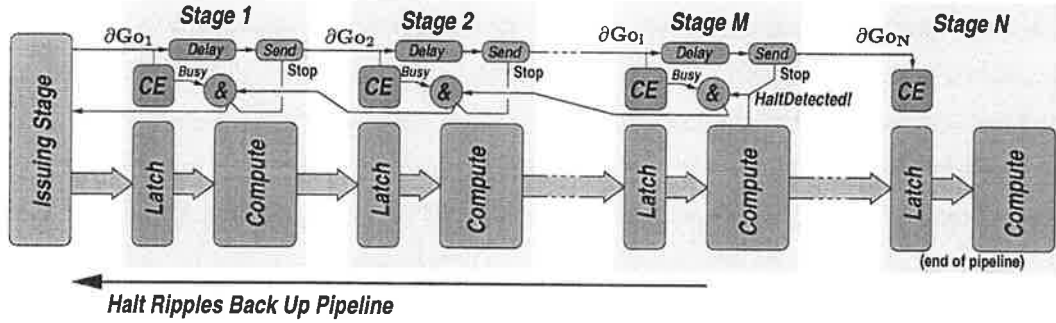 Stage 1
Stage 2
Stage M
Stage N
∂Go₁
Delay
Send
∂Go₂
Delay
Send
∂Goᵢ
Delay
Send
∂Go_N
CE
Busy
&
Stop
CE
Busy
&
Stop
CE
Busy
&
Stop
HaltDetected!
CE
Issuing Stage
Latch
Compute
Latch
Compute
Latch
Compute
Latch
Compute
(end of pipeline)
Halt Ripples Back Up Pipeline